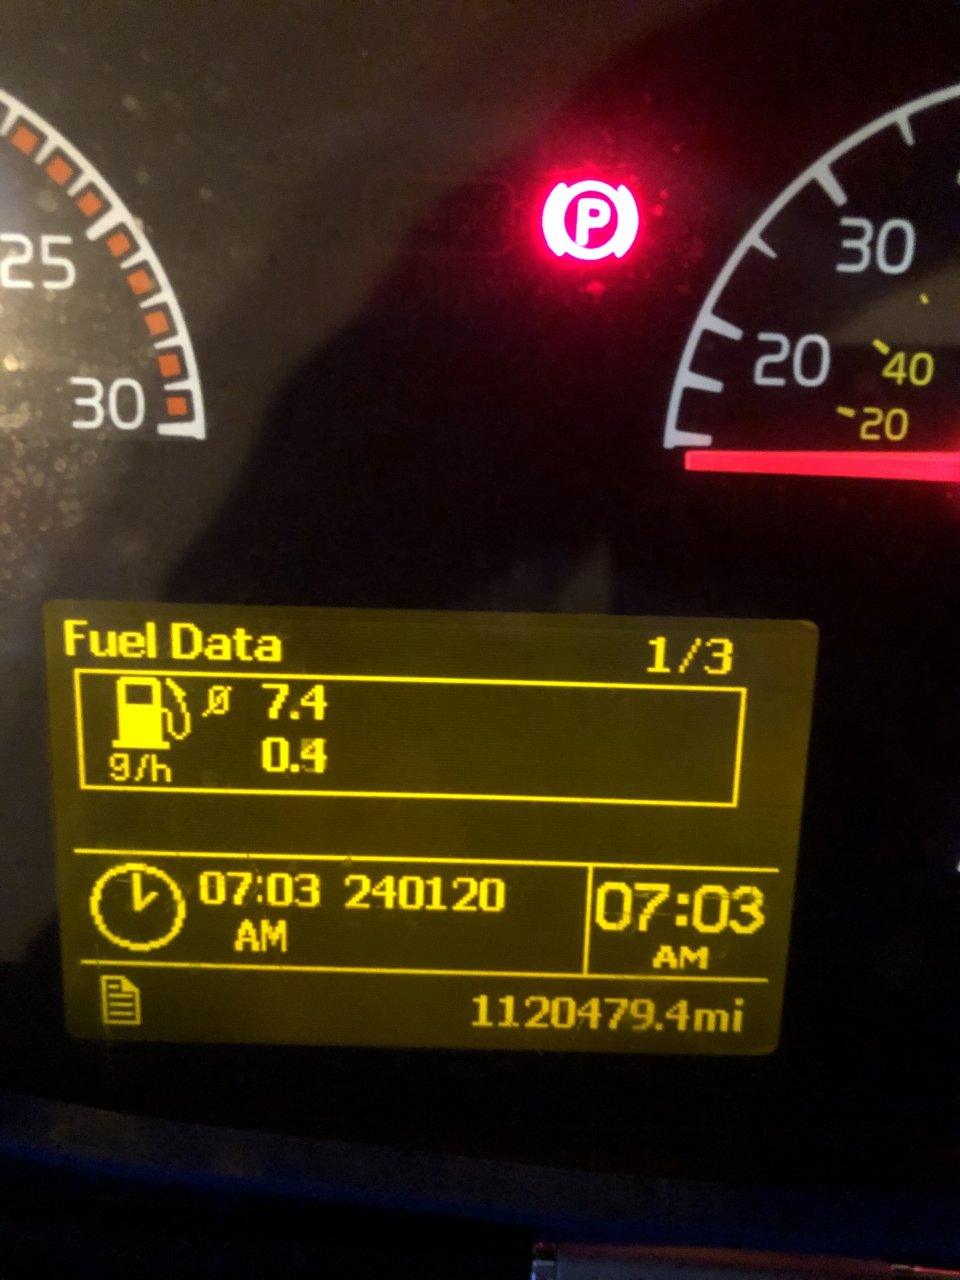 25
30
P
30
20
40
20
Fuel Data 1/3
ø 7.4
g/h 0.4
07:03 240120 AM
07:03 AM
1120479.4mi